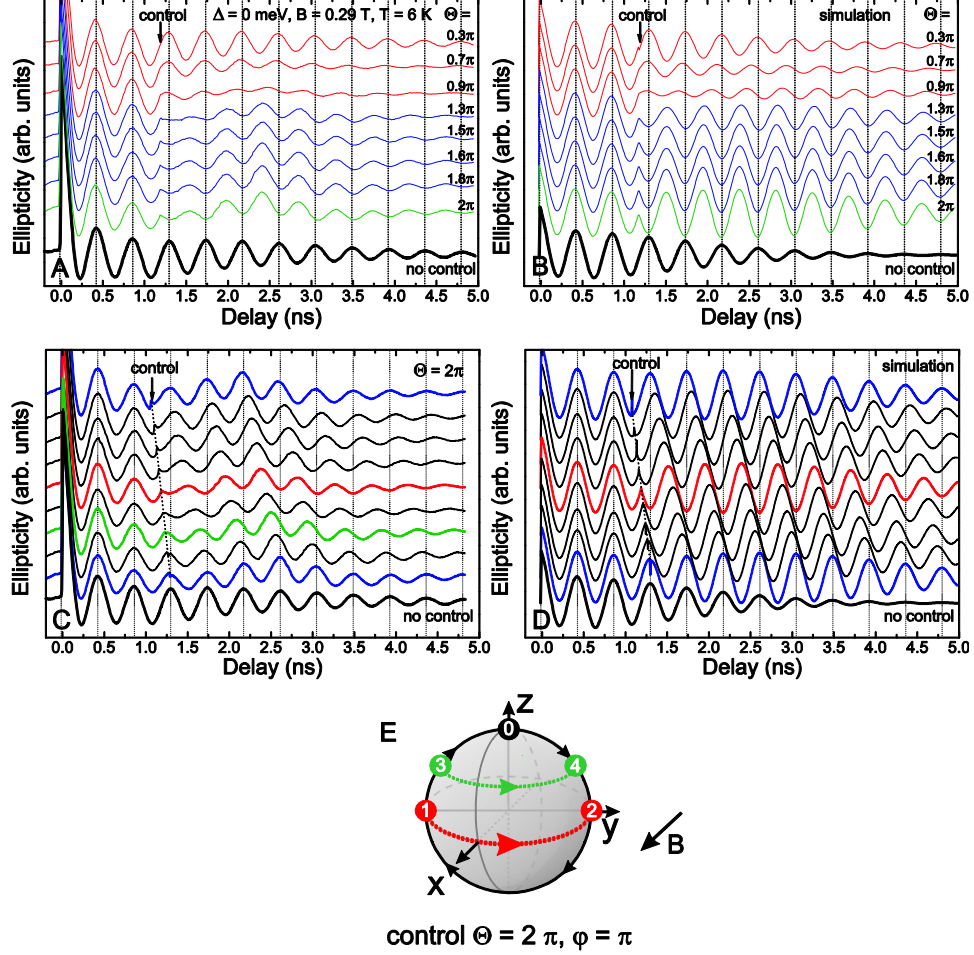 control Δ = 0 meV, B = 0.29 T, T = 6 K Θ =
0.3π
0.7π
0.9π
1.3π
1.5π
1.6π
1.8π
2π
no control
A
Ellipticity (arb. units)
0.0 0.5 1.0 1.5 2.0 2.5 3.0 3.5 4.0 4.5 5.0
Delay (ns)
control simulation Θ =
0.3π
0.7π
0.9π
1.3π
1.5π
1.6π
1.8π
2π
no control
B
Ellipticity (arb. units)
0.0 0.5 1.0 1.5 2.0 2.5 3.0 3.5 4.0 4.5 5.0
Delay (ns)
control Θ = 2π
no control
C
Ellipticity (arb. units)
0.0 0.5 1.0 1.5 2.0 2.5 3.0 3.5 4.0 4.5 5.0
Delay (ns)
control simulation
no control
D
Ellipticity (arb. units)
0.0 0.5 1.0 1.5 2.0 2.5 3.0 3.5 4.0 4.5 5.0
Delay (ns)
E
z
0
3 4
1 2
y
B
x
control Θ = 2 π, φ = π